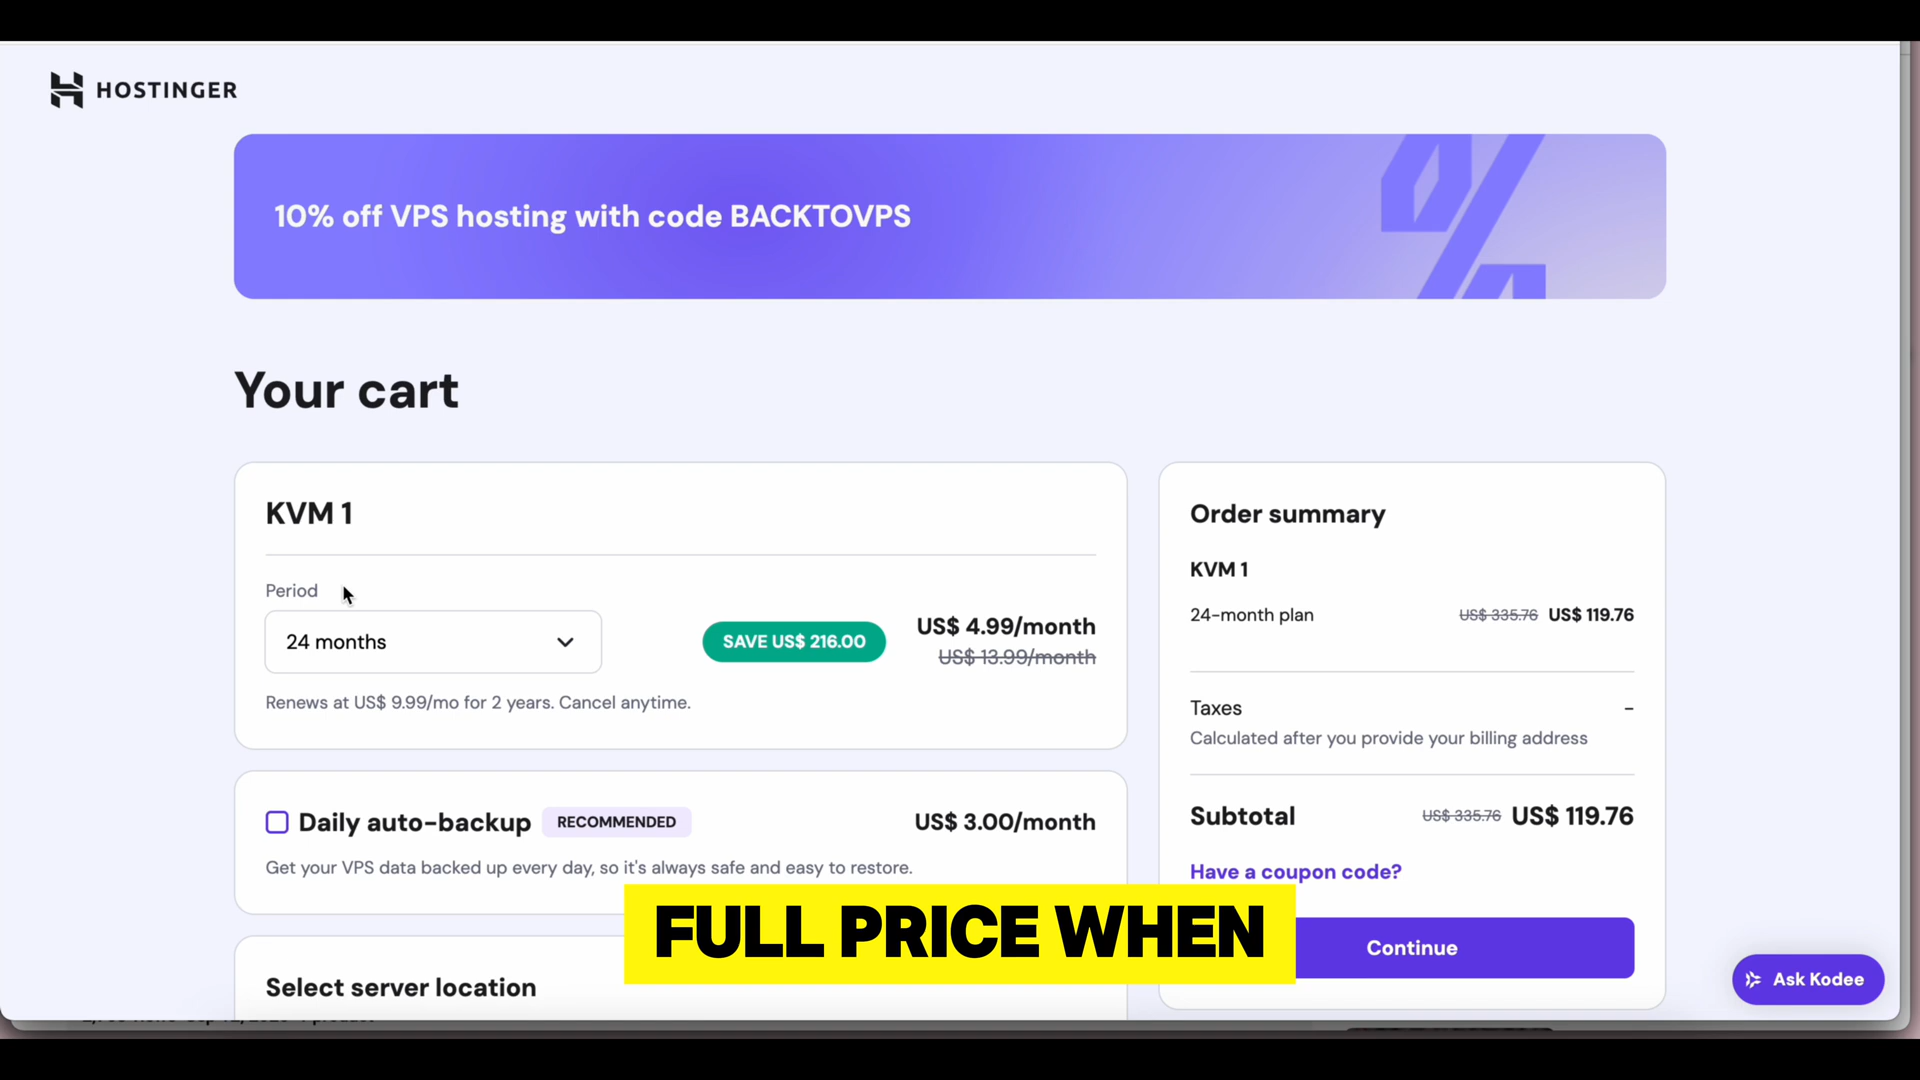 HOSTINGER
10% off VPS hosting with code BACKTOVPS
Your cart
KVM 1
Period
24 months
SAVE US$ 216.00
US$ 4.99/month
US$ 13.99/month
Renews at US$ 9.99/mo for 2 years. Cancel anytime.
Daily auto-backup RECOMMENDED US$ 3.00/month
Get your VPS data backed up every day, so it's always safe and easy to restore.
Select server location
Order summary
KVM 1
24-month plan US$ 335.76 US$ 119.76
Taxes -
Calculated after you provide your billing address
Subtotal US$ 335.76 US$ 119.76
Have a coupon code?
Continue
FULL PRICE WHEN
Ask Kodee